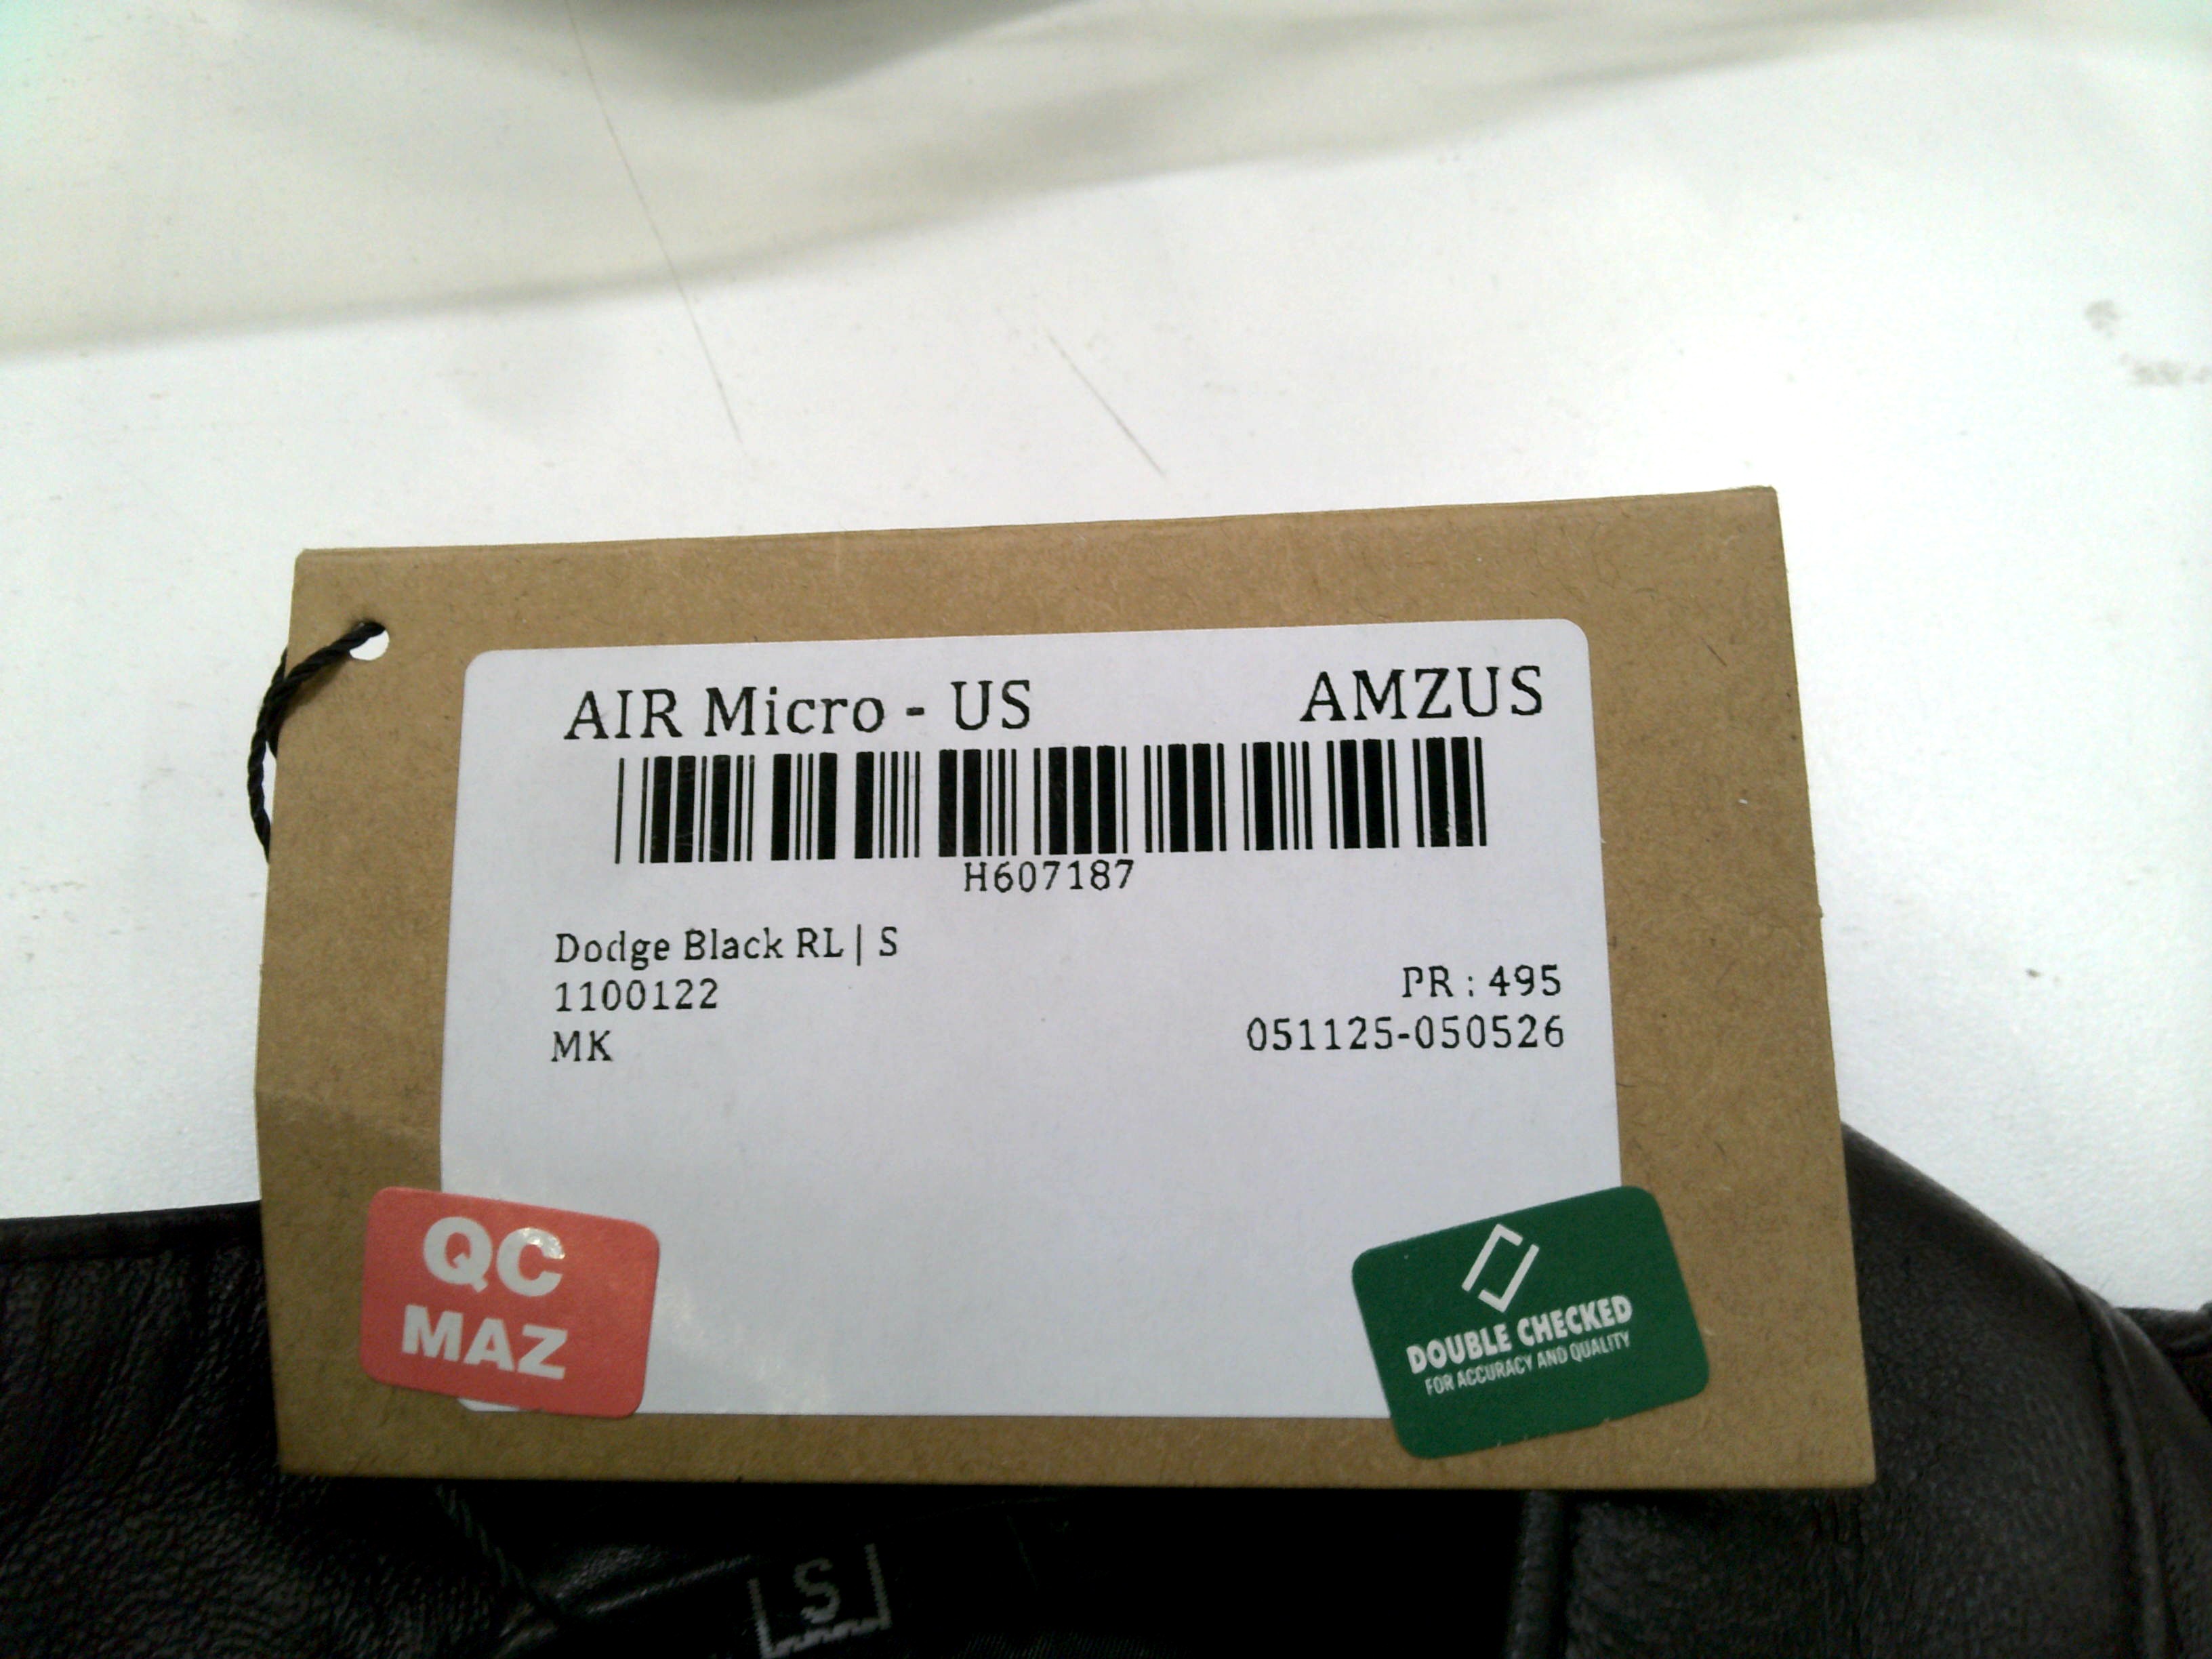 AIR Micro - US AMZUS
H607187
Dodge Black RL | S
1100122
PR : 495
MK
051125-050526
QC
MAZ
DOUBLE CHECKED
FOR ACCURACY AND QUALITY
S